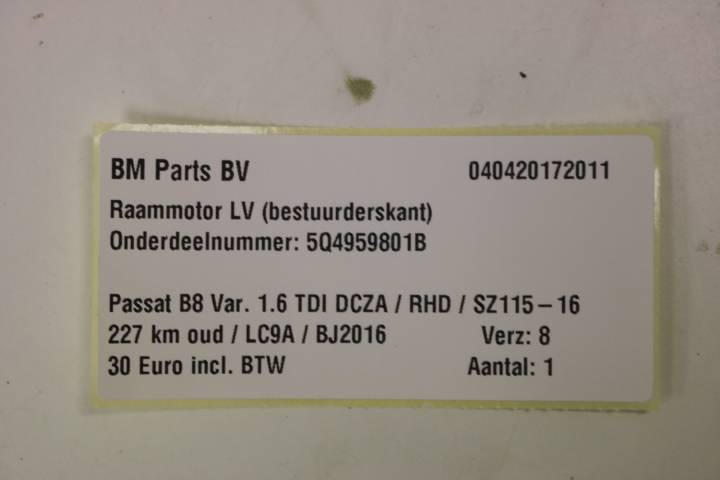 BM Parts BV 040420172011
Raammotor LV (bestuurderskant)
Onderdeelnummer: 5Q4959801B
Passat B8 Var. 1.6 TDI DCZA / RHD / SZ115-16
227 km oud / LC9A / BJ2016 Verz: 8
30 Euro incl. BTW Aantal: 1